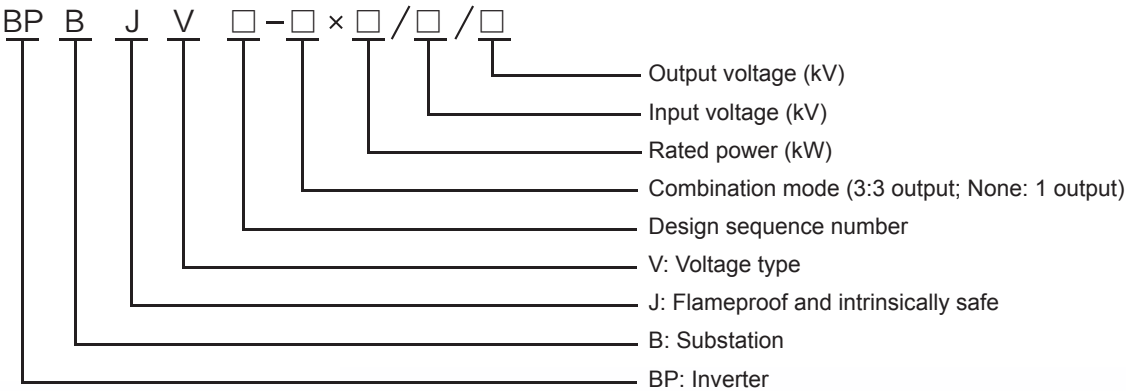 BP B J V □-□×□/□/□
Output voltage (kV)
Input voltage (kV)
Rated power (kW)
Combination mode (3:3 output; None: 1 output)
Design sequence number
V: Voltage type
J: Flameproof and intrinsically safe
B: Substation
BP: Inverter